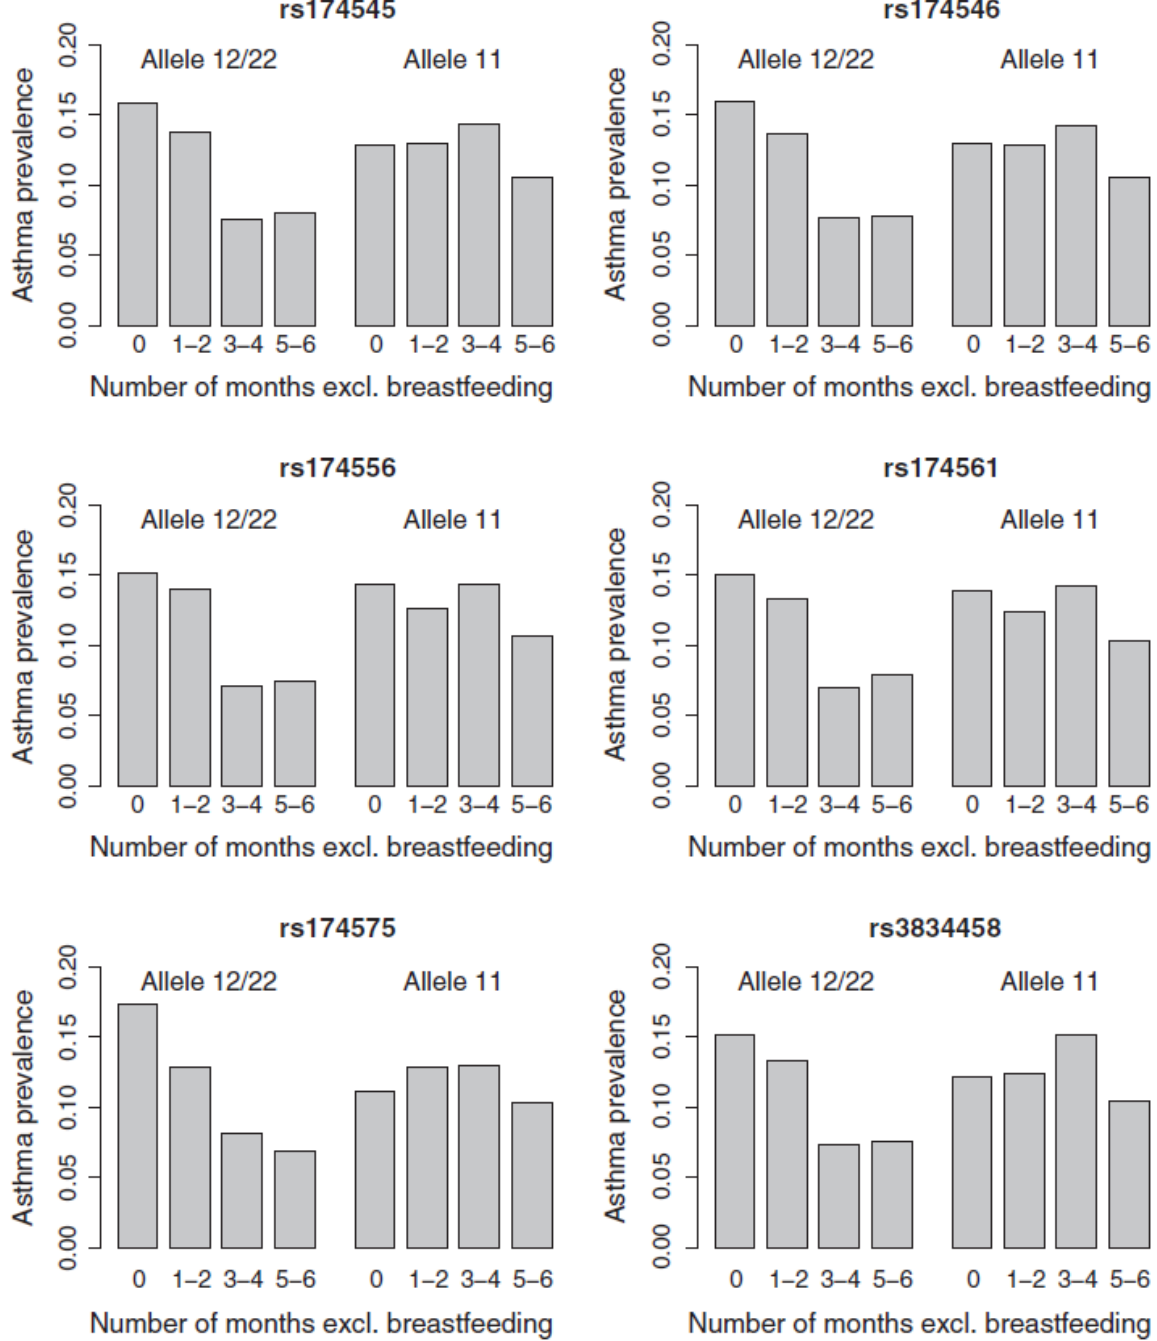 rs174545
Asthma prevalence
0.00 0.05 0.10 0.15 0.20
Allele 12/22
Allele 11
0 1–2 3–4 5–6
0 1–2 3–4 5–6
Number of months excl. breastfeeding
rs174546
Asthma prevalence
0.00 0.05 0.10 0.15 0.20
Allele 12/22
Allele 11
0 1–2 3–4 5–6
0 1–2 3–4 5–6
Number of months excl. breastfeeding
rs174556
Asthma prevalence
0.00 0.05 0.10 0.15 0.20
Allele 12/22
Allele 11
0 1–2 3–4 5–6
0 1–2 3–4 5–6
Number of months excl. breastfeeding
rs174561
Asthma prevalence
0.00 0.05 0.10 0.15 0.20
Allele 12/22
Allele 11
0 1–2 3–4 5–6
0 1–2 3–4 5–6
Number of months excl. breastfeeding
rs174575
Asthma prevalence
0.00 0.05 0.10 0.15 0.20
Allele 12/22
Allele 11
0 1–2 3–4 5–6
0 1–2 3–4 5–6
Number of months excl. breastfeeding
rs3834458
Asthma prevalence
0.00 0.05 0.10 0.15 0.20
Allele 12/22
Allele 11
0 1–2 3–4 5–6
0 1–2 3–4 5–6
Number of months excl. breastfeeding